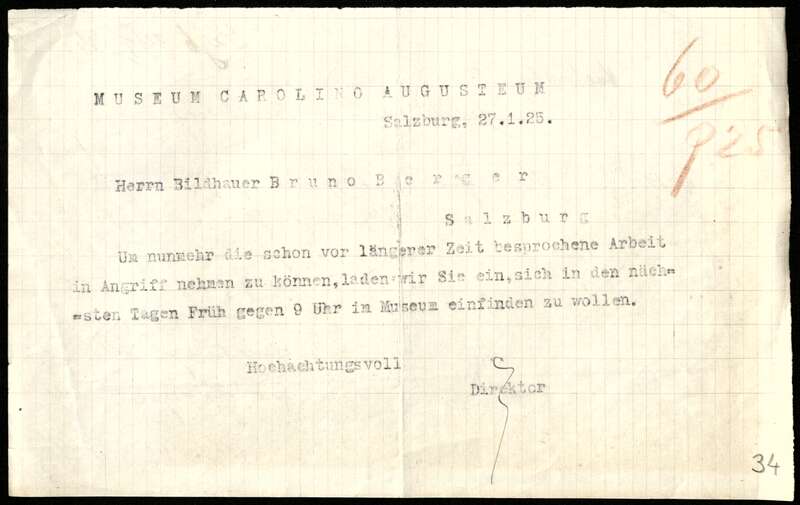 MUSEUM CAROLINO AUGUSTEUM
60/925
Salzburg, 27.1.25.
Herrn Bildhauer Bruno Berger
Salzburg
Um nunmehr die schon vor längerer Zeit besprochene Arbeit
in Angriff nehmen zu können, laden wir Sie ein, sich in den näch=
=sten Tagen Früh gegen 9 Uhr im Museum einfinden zu wollen.
Hochachtungsvoll
Direktor
34